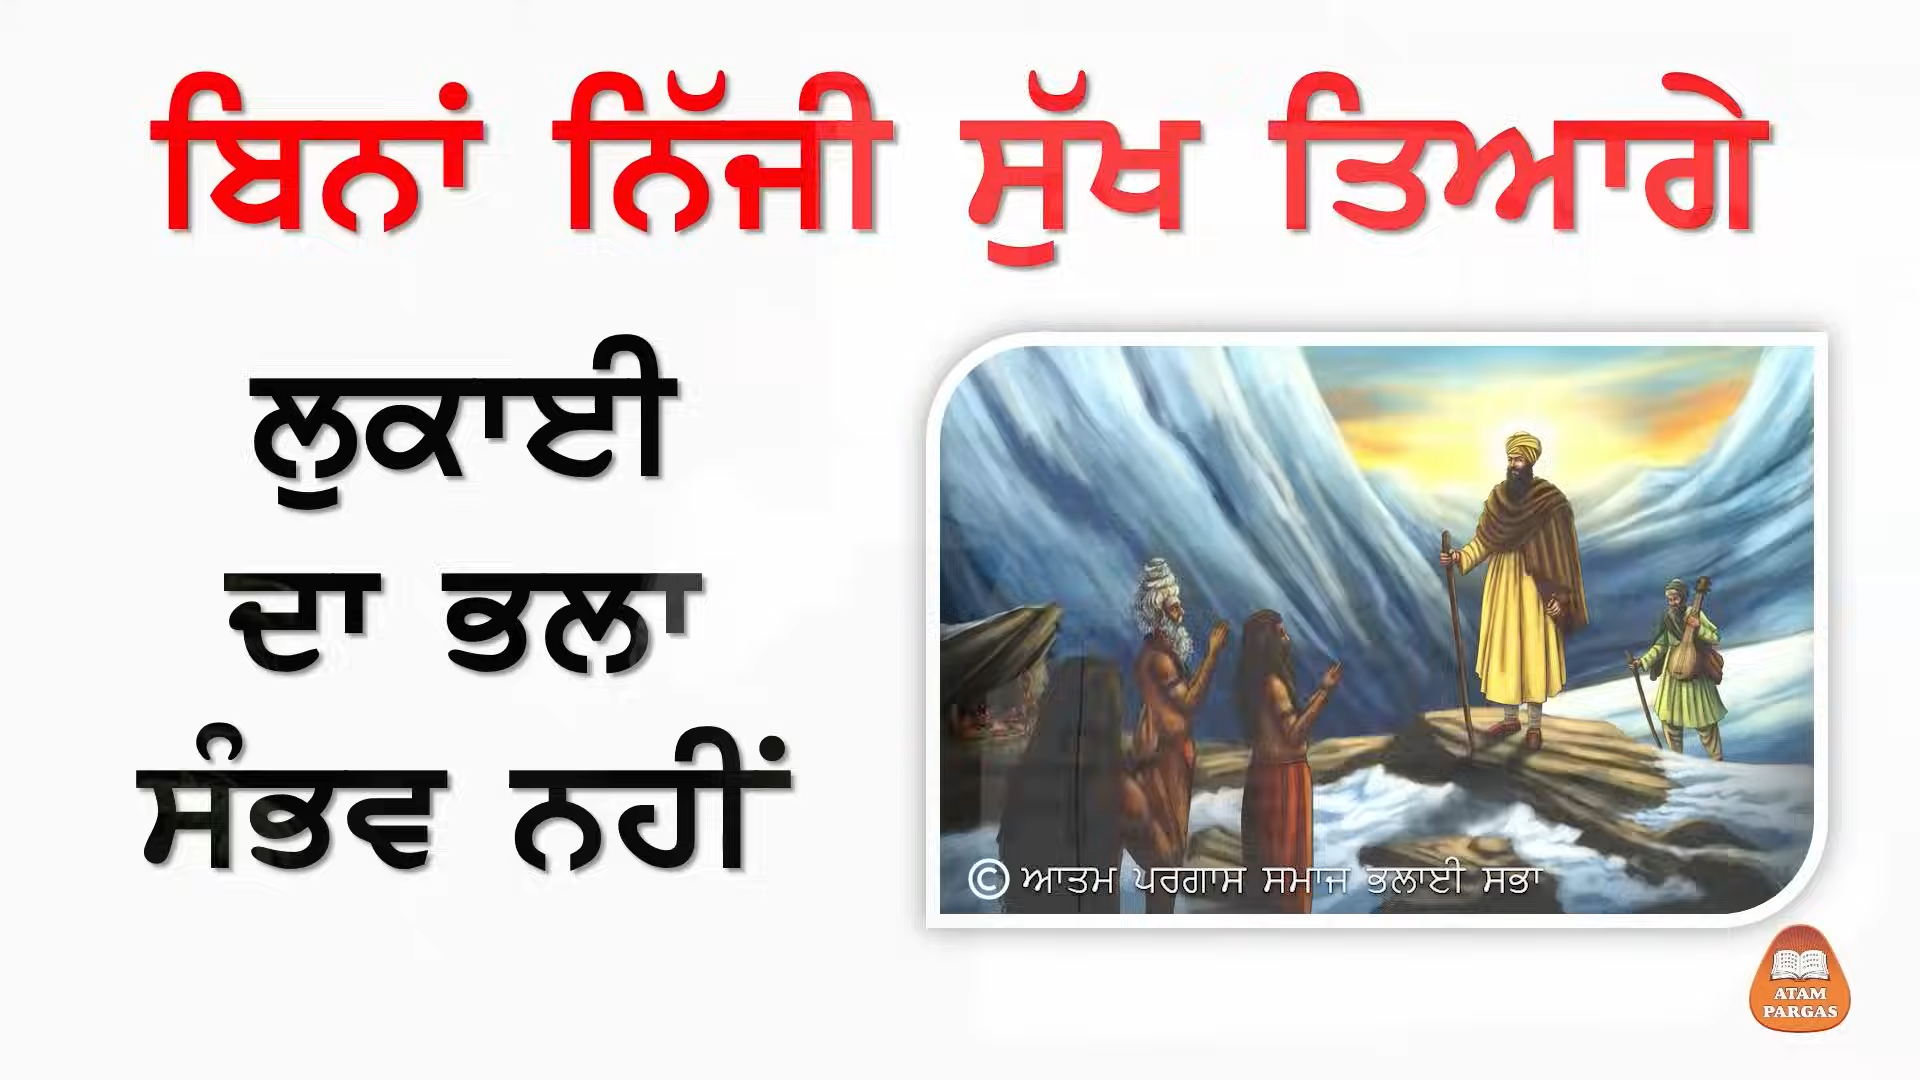 ਬਿਨਾਂ ਨਿੱਜੀ ਸੁੱਖ ਤਿਆਗੇ
ਲੁਕਾਈ
ਦਾ ਭਲਾ
ਸੰਭਵ ਨਹੀਂ
© ਆਤਮ ਪਰਗਾਸ ਸਮਾਜ ਭਲਾਈ ਸਭਾ
ATAM
PARGAS